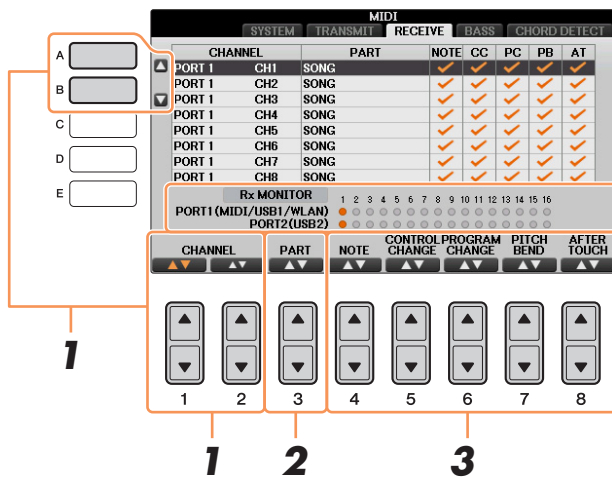 MIDI
SYSTEM TRANSMIT RECEIVE BASS CHORD DETECT
CHANNEL PART NOTE CC PC PB AT
A
PORT 1 CH1 SONG
B
PORT 1 CH2 SONG
PORT 1 CH3 SONG
C
PORT 1 CH4 SONG
PORT 1 CH5 SONG
D
PORT 1 CH6 SONG
PORT 1 CH7 SONG
E
PORT 1 CH8 SONG
Rx MONITOR 1 2 3 4 5 6 7 8 9 10 11 12 13 14 15 16
PORT1(MIDI/USB1/WLAN)
PORT2(USB2)
CHANNEL PART NOTE CONTROL CHANGE PROGRAM CHANGE PITCH BEND AFTER TOUCH
1 2 3 4 5 6 7 8
1
1 2 3